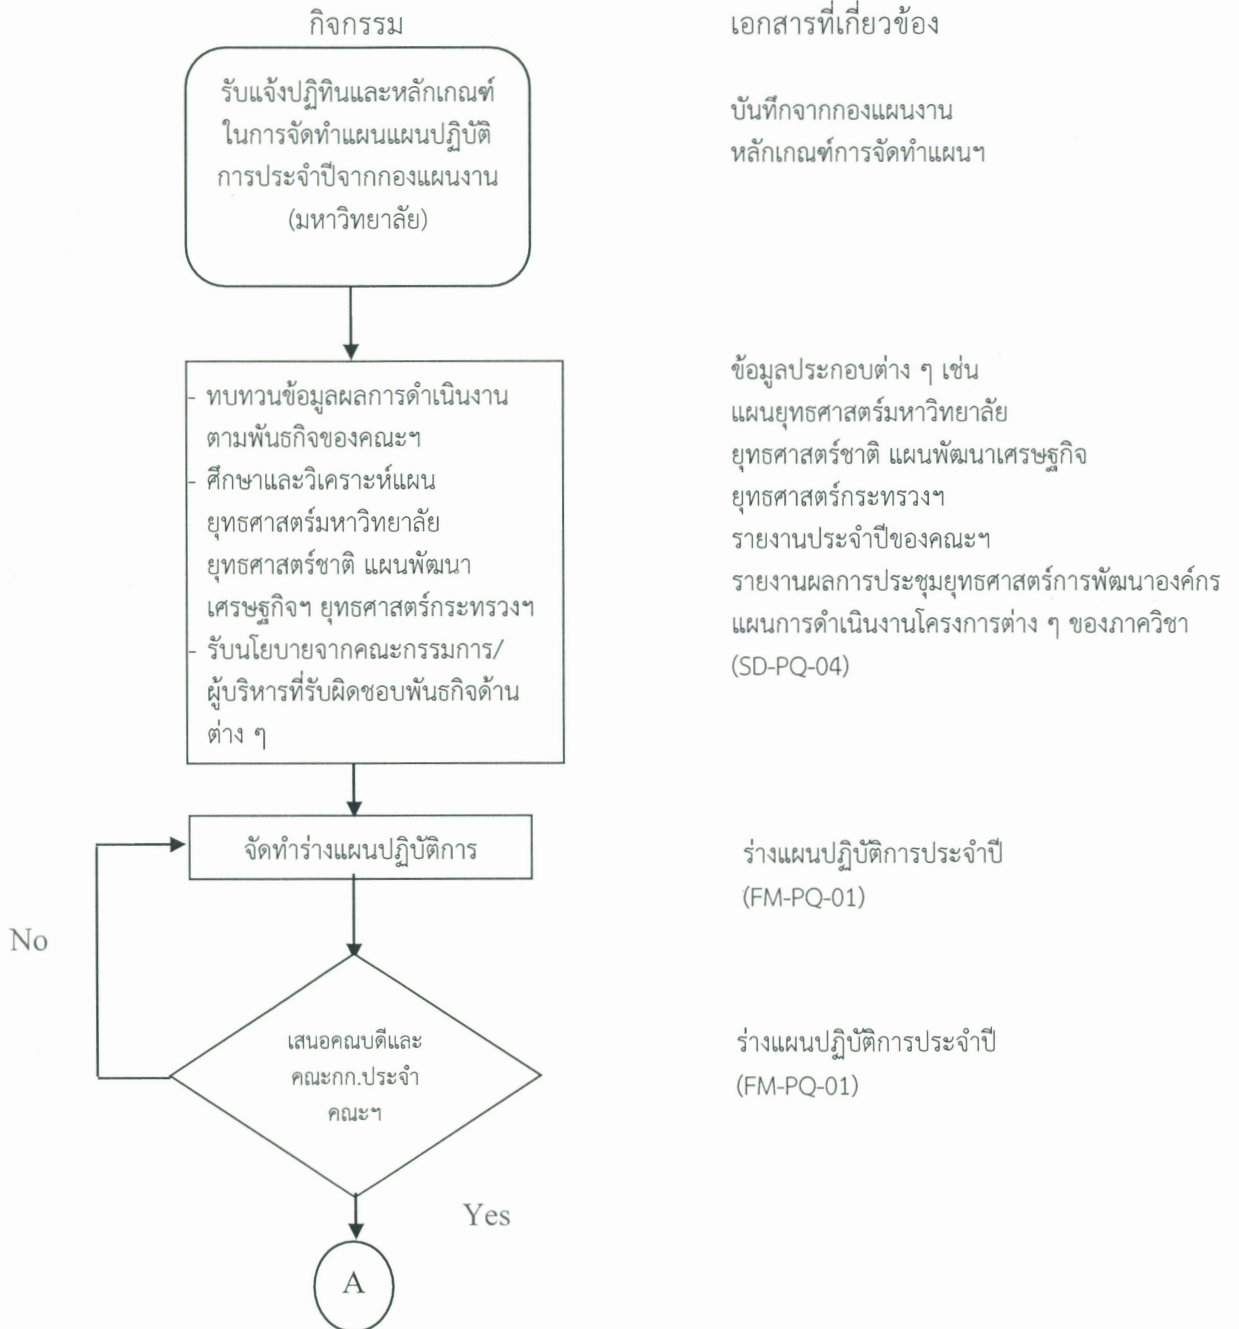 กิจกรรม
เอกสารที่เกี่ยวข้อง
รับแจ้งปฏิทินและหลักเกณฑ์
ในการจัดทำแผนแผนปฏิบัติ
การประจำปีจากกองแผนงาน
(มหาวิทยาลัย)
บันทึกจากกองแผนงาน
หลักเกณฑ์การจัดทำแผนฯ
- ทบทวนข้อมูลผลการดำเนินงาน
ตามพันธกิจของคณะฯ
- ศึกษาและวิเคราะห์แผน
ยุทธศาสตร์มหาวิทยาลัย
ยุทธศาสตร์ชาติ แผนพัฒนา
เศรษฐกิจฯ ยุทธศาสตร์กระทรวงฯ
- รับนโยบายจากคณะกรรมการ/
ผู้บริหารที่รับผิดชอบพันธกิจด้าน
ต่าง ๆ
ข้อมูลประกอบต่าง ๆ เช่น
แผนยุทธศาสตร์มหาวิทยาลัย
ยุทธศาสตร์ชาติ แผนพัฒนาเศรษฐกิจ
ยุทธศาสตร์กระทรวงฯ
รายงานประจำปีของคณะฯ
รายงานผลการประชุมยุทธศาสตร์การพัฒนาองค์กร
แผนการดำเนินงานโครงการต่าง ๆ ของภาควิชา
(SD-PQ-04)
จัดทำร่างแผนปฏิบัติการ
ร่างแผนปฏิบัติการประจำปี
(FM-PQ-01)
No
เสนอคณบดีและ
คณะกก.ประจำ
คณะฯ
ร่างแผนปฏิบัติการประจำปี
(FM-PQ-01)
Yes
A